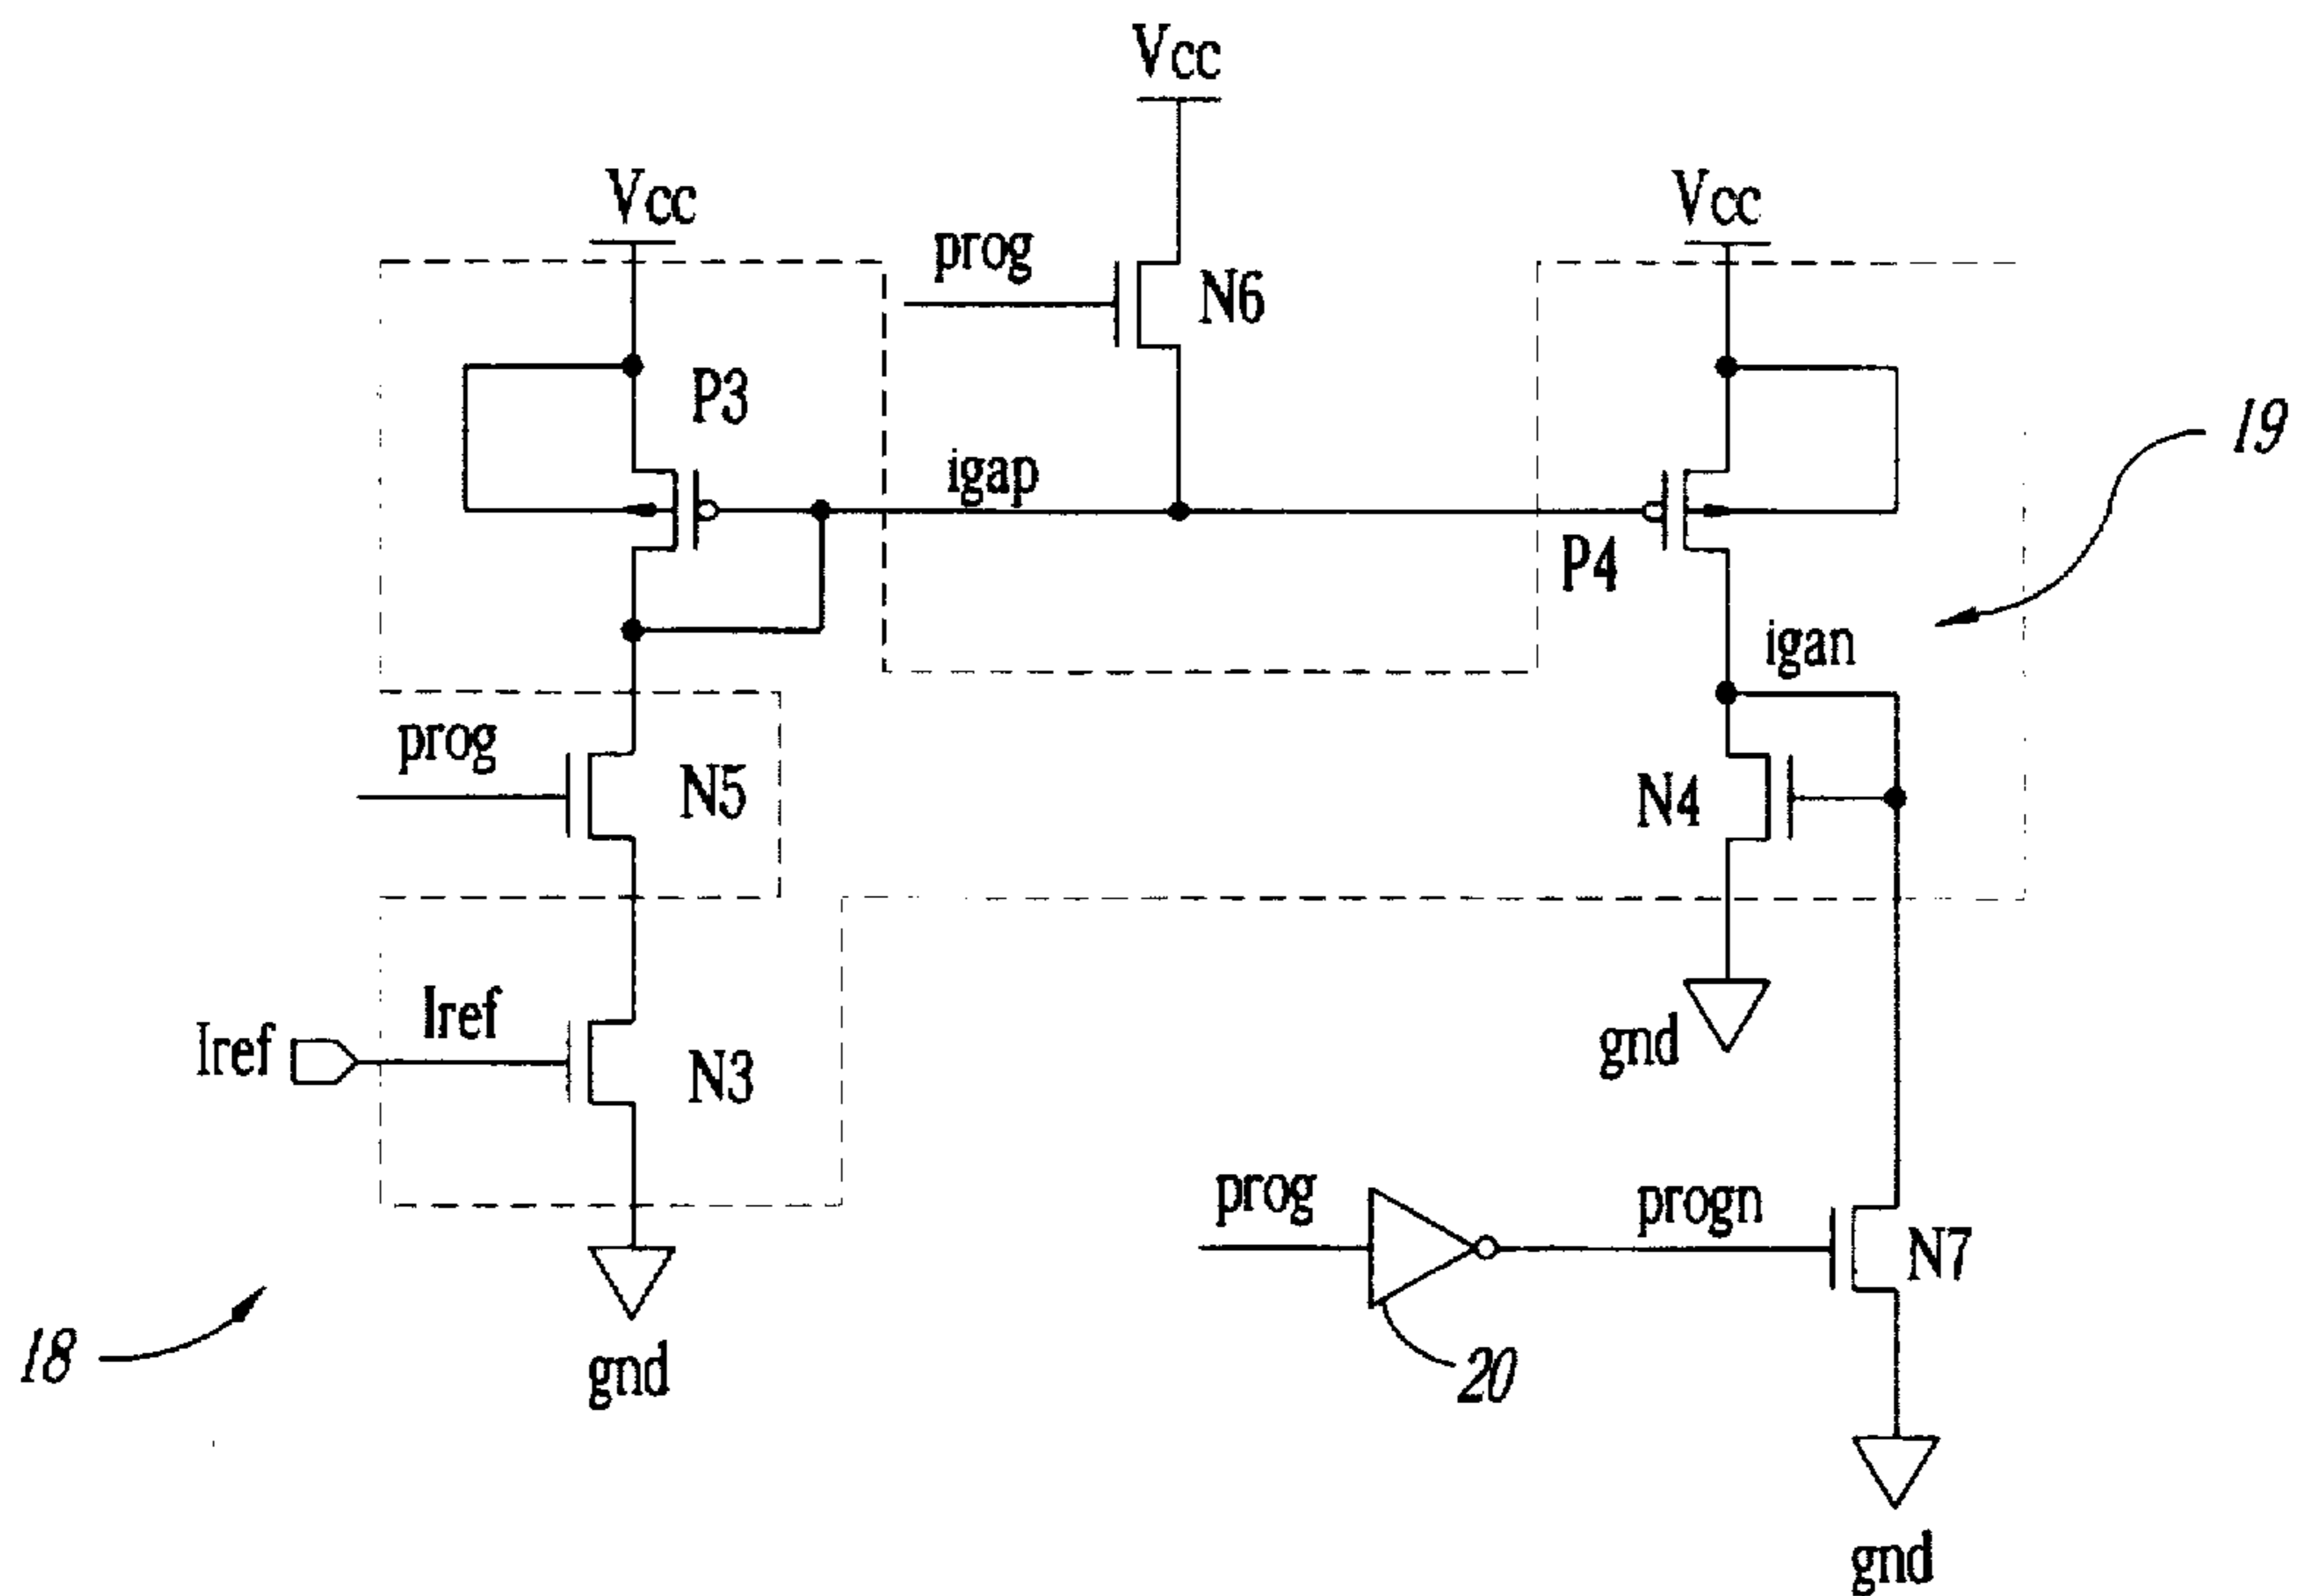 Vcc
Vcc
Vcc
prog
N6
P3
19
igap
P4
igan
prog
N5
N4
Iref
Iref
N3
gnd
prog
progn
N7
18
gnd
20
gnd